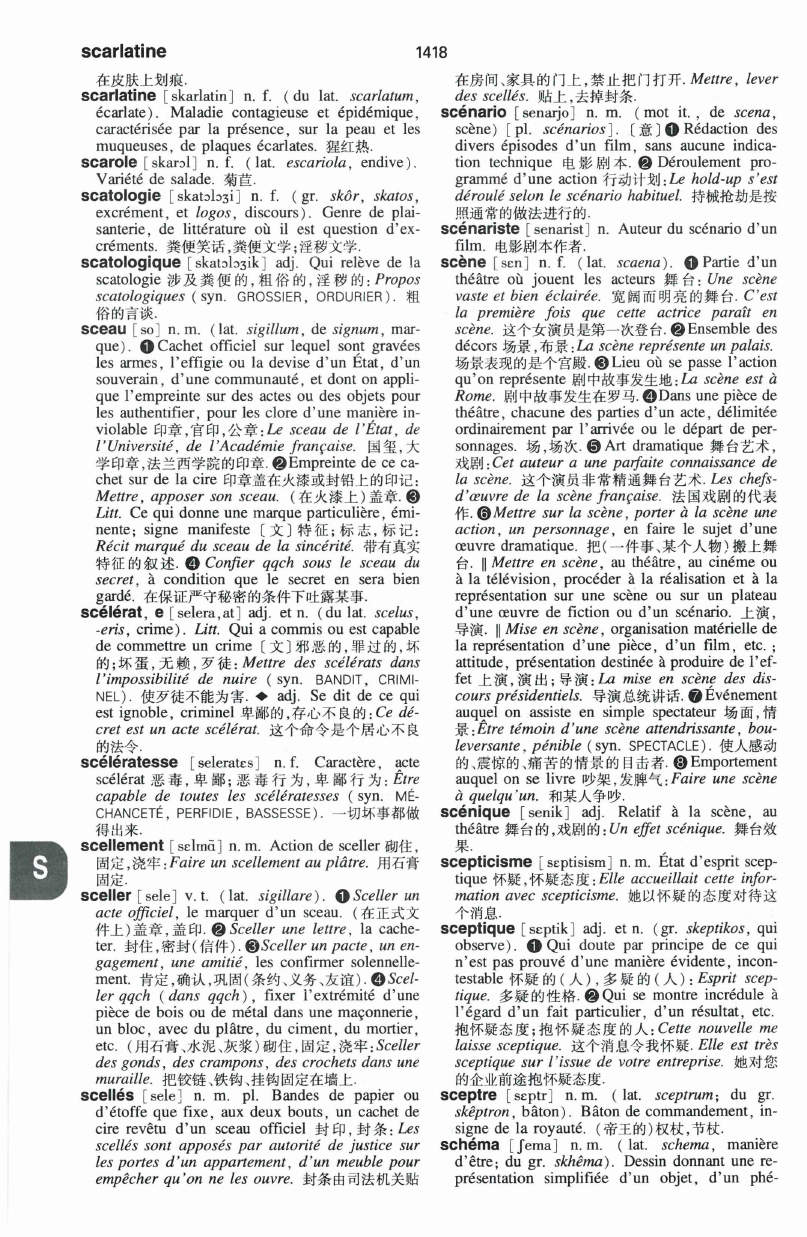 scarlatine
1418
在皮肤上划痕.
scarlatine [skarlatin] n. f. (du lat. scarlatum,
écarlate). Maladie contagieuse et épidémique,
caractérisée par la présence, sur la peau et les
muqueuses, de plaques écarlates. 猩红热.
scarole [skarɔl] n. f. (lat. escariola, endive).
Variété de salade. 菊苣.
scatologie [skatɔlɔʒi] n. f. (gr. skôr, skatos,
excrément, et logos, discours). Genre de plai-
santerie, de littérature où il est question d'ex-
créments. 粪便笑话,粪便文学;淫秽文学.
scatologique [skatɔlɔʒik] adj. Qui relève de la
scatologie 涉及粪便的,粗俗的,淫秽的: Propos
scatologiques (syn. GROSSIER, ORDURIER). 粗
俗的言谈.
sceau [so] n. m. (lat. sigillum, de signum, mar-
que). ❶ Cachet officiel sur lequel sont gravées
les armes, l'effigie ou la devise d'un État, d'un
souverain, d'une communauté, et dont on appli-
que l'empreinte sur des actes ou des objets pour
les authentifier, pour les clore d'une manière in-
violable 印章,官印,公章: Le sceau de l'État, de
l'Université, de l'Académie française. 国玺,大
学印章,法兰西学院的印章. ❷ Empreinte de ce ca-
chet sur de la cire 印章盖在火漆或封铅上的印记:
Mettre, apposer son sceau. (在火漆上)盖章. ❸
Litt. Ce qui donne une marque particulière, émi-
nente; signe manifeste [文]特征;标志,标记:
Récit marqué du sceau de la sincérité. 带有真实
特征的叙述. ❹ Confier qqch sous le sceau du
secret, à condition que le secret en sera bien
gardé. 在保证严守秘密的条件下吐露某事.
scélérat, e [selera,at] adj. et n. (du lat. scelus,
-eris, crime). Litt. Qui a commis ou est capable
de commettre un crime [文]邪恶的,罪过的,坏
的;坏蛋,无赖,歹徒: Mettre des scélérats dans
l'impossibilité de nuire (syn. BANDIT, CRIMI-
NEL). 使歹徒不能为害. ◆ adj. Se dit de ce qui
est ignoble, criminel 卑鄙的,存心不良的: Ce dé-
cret est un acte scélérat. 这个命令是个居心不良
的法令.
scélératesse [seleratɛs] n. f. Caractère, acte
scélérat 恶毒,卑鄙;恶毒行为,卑鄙行为: Être
capable de toutes les scélératesses (syn. MÉ-
CHANCETÉ, PERFIDIE, BASSESSE). 一切坏事都做
得出来.
scellement [sɛlmã] n. m. Action de sceller 砌住,
固定,浇牢: Faire un scellement au plâtre. 用石膏
固定.
sceller [sele] v. t. (lat. sigillare). ❶ Sceller un
acte officiel, le marquer d'un sceau. (在正式文
件上)盖章,盖印. ❷ Sceller une lettre, la cache-
ter. 封住,密封(信件). ❸ Sceller un pacte, un en-
gagement, une amitié, les confirmer solennelle-
ment. 肯定,确认,巩固(条约、义务、友谊). ❹ Scel-
ler qqch (dans qqch), fixer l'extrémité d'une
pièce de bois ou de métal dans une maçonnerie,
un bloc, avec du plâtre, du ciment, du mortier,
etc. (用石膏、水泥、灰浆)砌住,固定,浇牢: Sceller
des gonds, des crampons, des crochets dans une
muraille. 把铰链、铁钩、挂钩固定在墙上.
scellés [sele] n. m. pl. Bandes de papier ou
d'étoffe que fixe, aux deux bouts, un cachet de
cire revêtu d'un sceau officiel 封印,封条: Les
scellés sont apposés par autorité de justice sur
les portes d'un appartement, d'un meuble pour
empêcher qu'on ne les ouvre. 封条由司法机关贴
S
在房间、家具的门上,禁止把门打开. Mettre, lever
des scellés. 贴上,去掉封条.
scénario [senarjo] n. m. (mot it., de scena,
scène) [pl. scénarios]. [意] ❶ Rédaction des
divers épisodes d'un film, sans aucune indica-
tion technique 电影剧本. ❷ Déroulement pro-
grammé d'une action 行动计划: Le hold-up s'est
déroulé selon le scénario habituel. 持械抢劫是按
照通常的做法进行的.
scénariste [senarist] n. Auteur du scénario d'un
film. 电影剧本作者.
scène [sɛn] n. f. (lat. scaena). ❶ Partie d'un
théâtre où jouent les acteurs 舞台: Une scène
vaste et bien éclairée. 宽阔而明亮的舞台. C'est
la première fois que cette actrice paraît en
scène. 这个女演员是第一次登台. ❷ Ensemble des
décors 场景,布景: La scène représente un palais.
场景表现的是个宫殿. ❸ Lieu où se passe l'action
qu'on représente 剧中故事发生地: La scène est à
Rome. 剧中故事发生在罗马. ❹ Dans une pièce de
théâtre, chacune des parties d'un acte, délimitée
ordinairement par l'arrivée ou le départ de per-
sonnages. 场,场次. ❺ Art dramatique 舞台艺术,
戏剧: Cet auteur a une parfaite connaissance de
la scène. 这个演员非常精通舞台艺术. Les chefs-
d'œuvre de la scène française. 法国戏剧的代表
作. ❻ Mettre sur la scène, porter à la scène une
action, un personnage, en faire le sujet d'une
œuvre dramatique. 把(一件事、某个人物)搬上舞
台. ‖ Mettre en scène, au théâtre, au cinéme ou
à la télévision, procéder à la réalisation et à la
représentation sur une scène ou sur un plateau
d'une œuvre de fiction ou d'un scénario. 上演,
导演. ‖ Mise en scène, organisation matérielle de
la représentation d'une pièce, d'un film, etc. ;
attitude, présentation destinée à produire de l'ef-
fet 上演,演出;导演: La mise en scène des dis-
cours présidentiels. 导演总统讲话. ❼ Événement
auquel on assiste en simple spectateur 场面,情
景: Être témoin d'une scène attendrissante, bou-
leversante, pénible (syn. SPECTACLE). 使人感动
的、震惊的、痛苦的情景的目击者. ❽ Emportement
auquel on se livre 吵架,发脾气: Faire une scène
à quelqu'un. 和某人争吵.
scénique [senik] adj. Relatif à la scène, au
théâtre 舞台的,戏剧的: Un effet scénique. 舞台效
果.
scepticisme [sɛptisism] n. m. État d'esprit scep-
tique 怀疑,怀疑态度: Elle accueillait cette infor-
mation avec scepticisme. 她以怀疑的态度对待这
个消息.
sceptique [sɛptik] adj. et n. (gr. skeptikos, qui
observe). ❶ Qui doute par principe de ce qui
n'est pas prouvé d'une manière évidente, incon-
testable 怀疑的(人),多疑的(人): Esprit scep-
tique. 多疑的性格. ❷ Qui se montre incrédule à
l'égard d'un fait particulier, d'un résultat, etc.
抱怀疑态度;抱怀疑态度的人: Cette nouvelle me
laisse sceptique. 这个消息令我怀疑. Elle est très
sceptique sur l'issue de votre entreprise. 她对您
的企业前途抱怀疑态度.
sceptre [sɛptr] n. m. (lat. sceptrum; du gr.
skêptron, bâton). Bâton de commandement, in-
signe de la royauté. (帝王的)权杖,节杖.
schéma [ʃema] n. m. (lat. schema, manière
d'être; du gr. skhêma). Dessin donnant une re-
présentation simplifiée d'un objet, d'un phé-